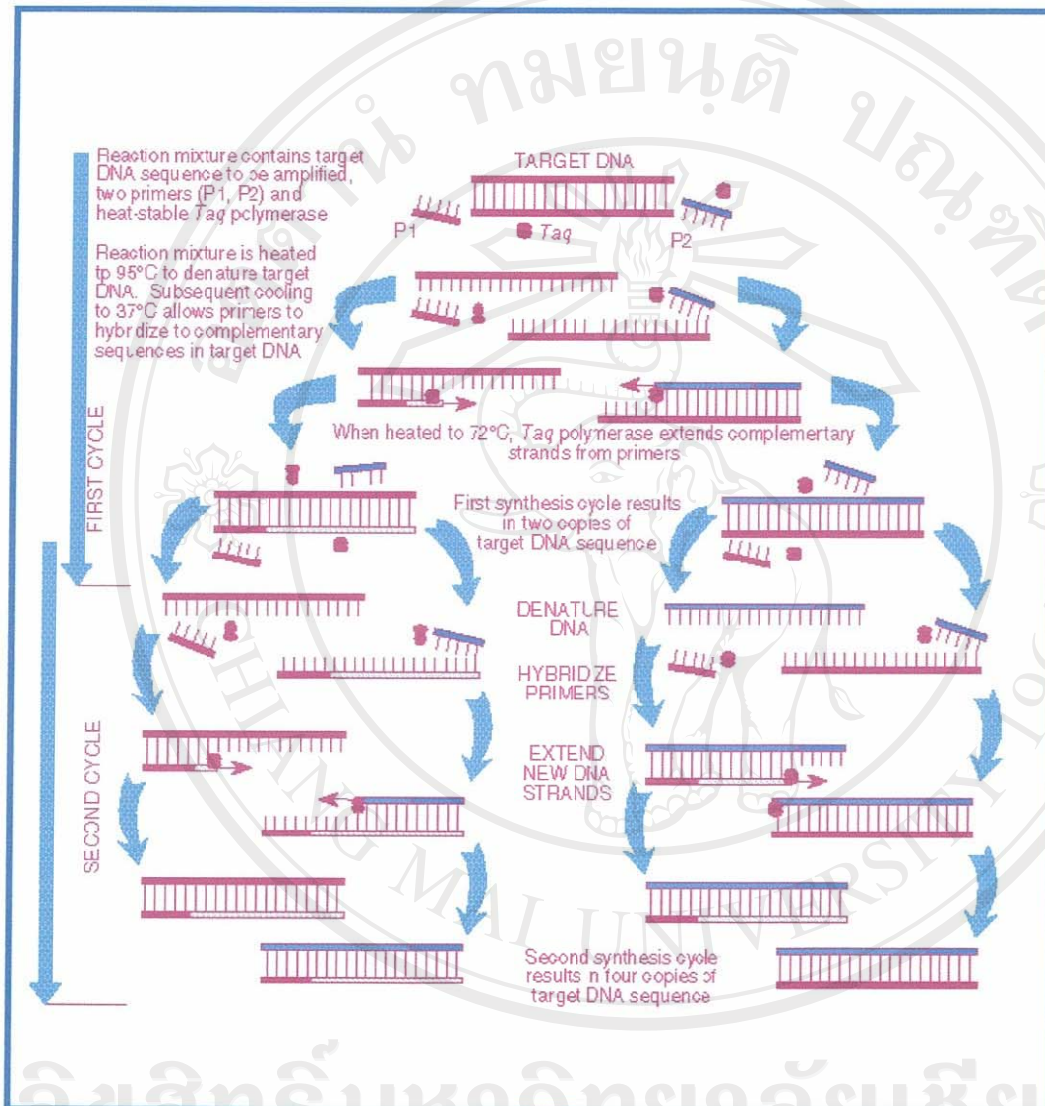 Reaction mixture contains target
DNA sequence to be amplified,
two primers (P1, P2) and
heat-stable Taq polymerase
Reaction mixture is heated
tp 95°C to denature target
DNA. Subsequent cooling
to 37°C allows primers to
hybridize to complementary
sequences in target DNA
TARGET DNA
P1
Taq
P2
When heated to 72°C, Taq polymerase extends complementary
strands from primers
FIRST CYCLE
First synthesis cycle results
in two copies of
target DNA sequence
DENATURE
DNA
HYBRIDIZE
PRIMERS
EXTEND
NEW DNA
STRANDS
SECOND CYCLE
Second synthesis cycle
results in four copies of
target DNA sequence
CHIANG MAI UNIVERSITY